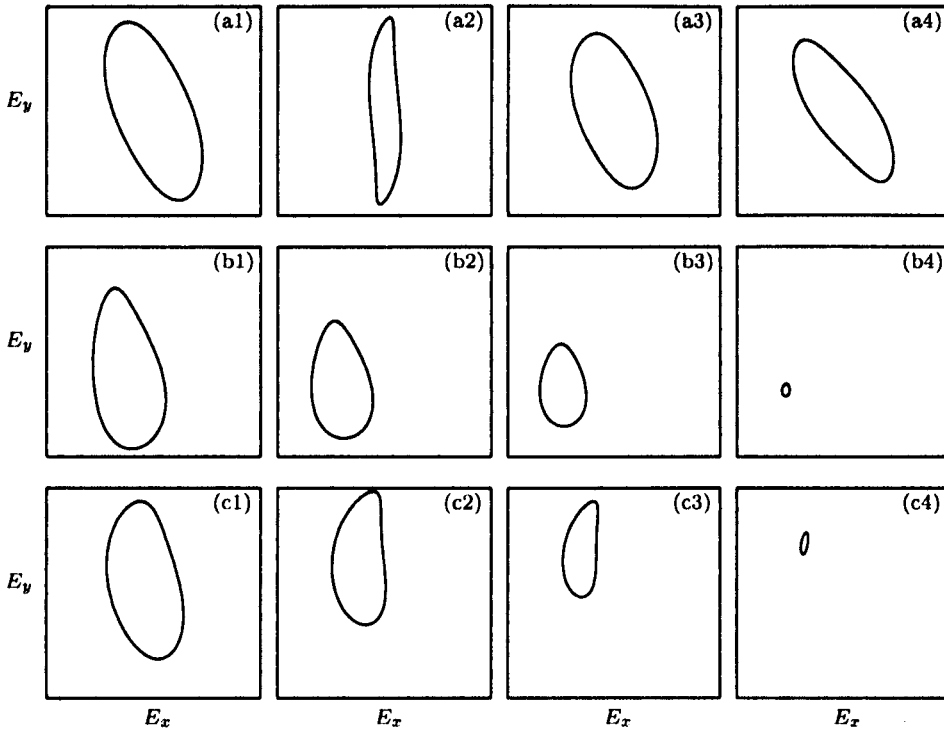 (a1) (a2) (a3) (a4)
E_y
(b1) (b2) (b3) (b4)
E_y
(c1) (c2) (c3) (c4)
E_y
E_x E_x E_x E_x